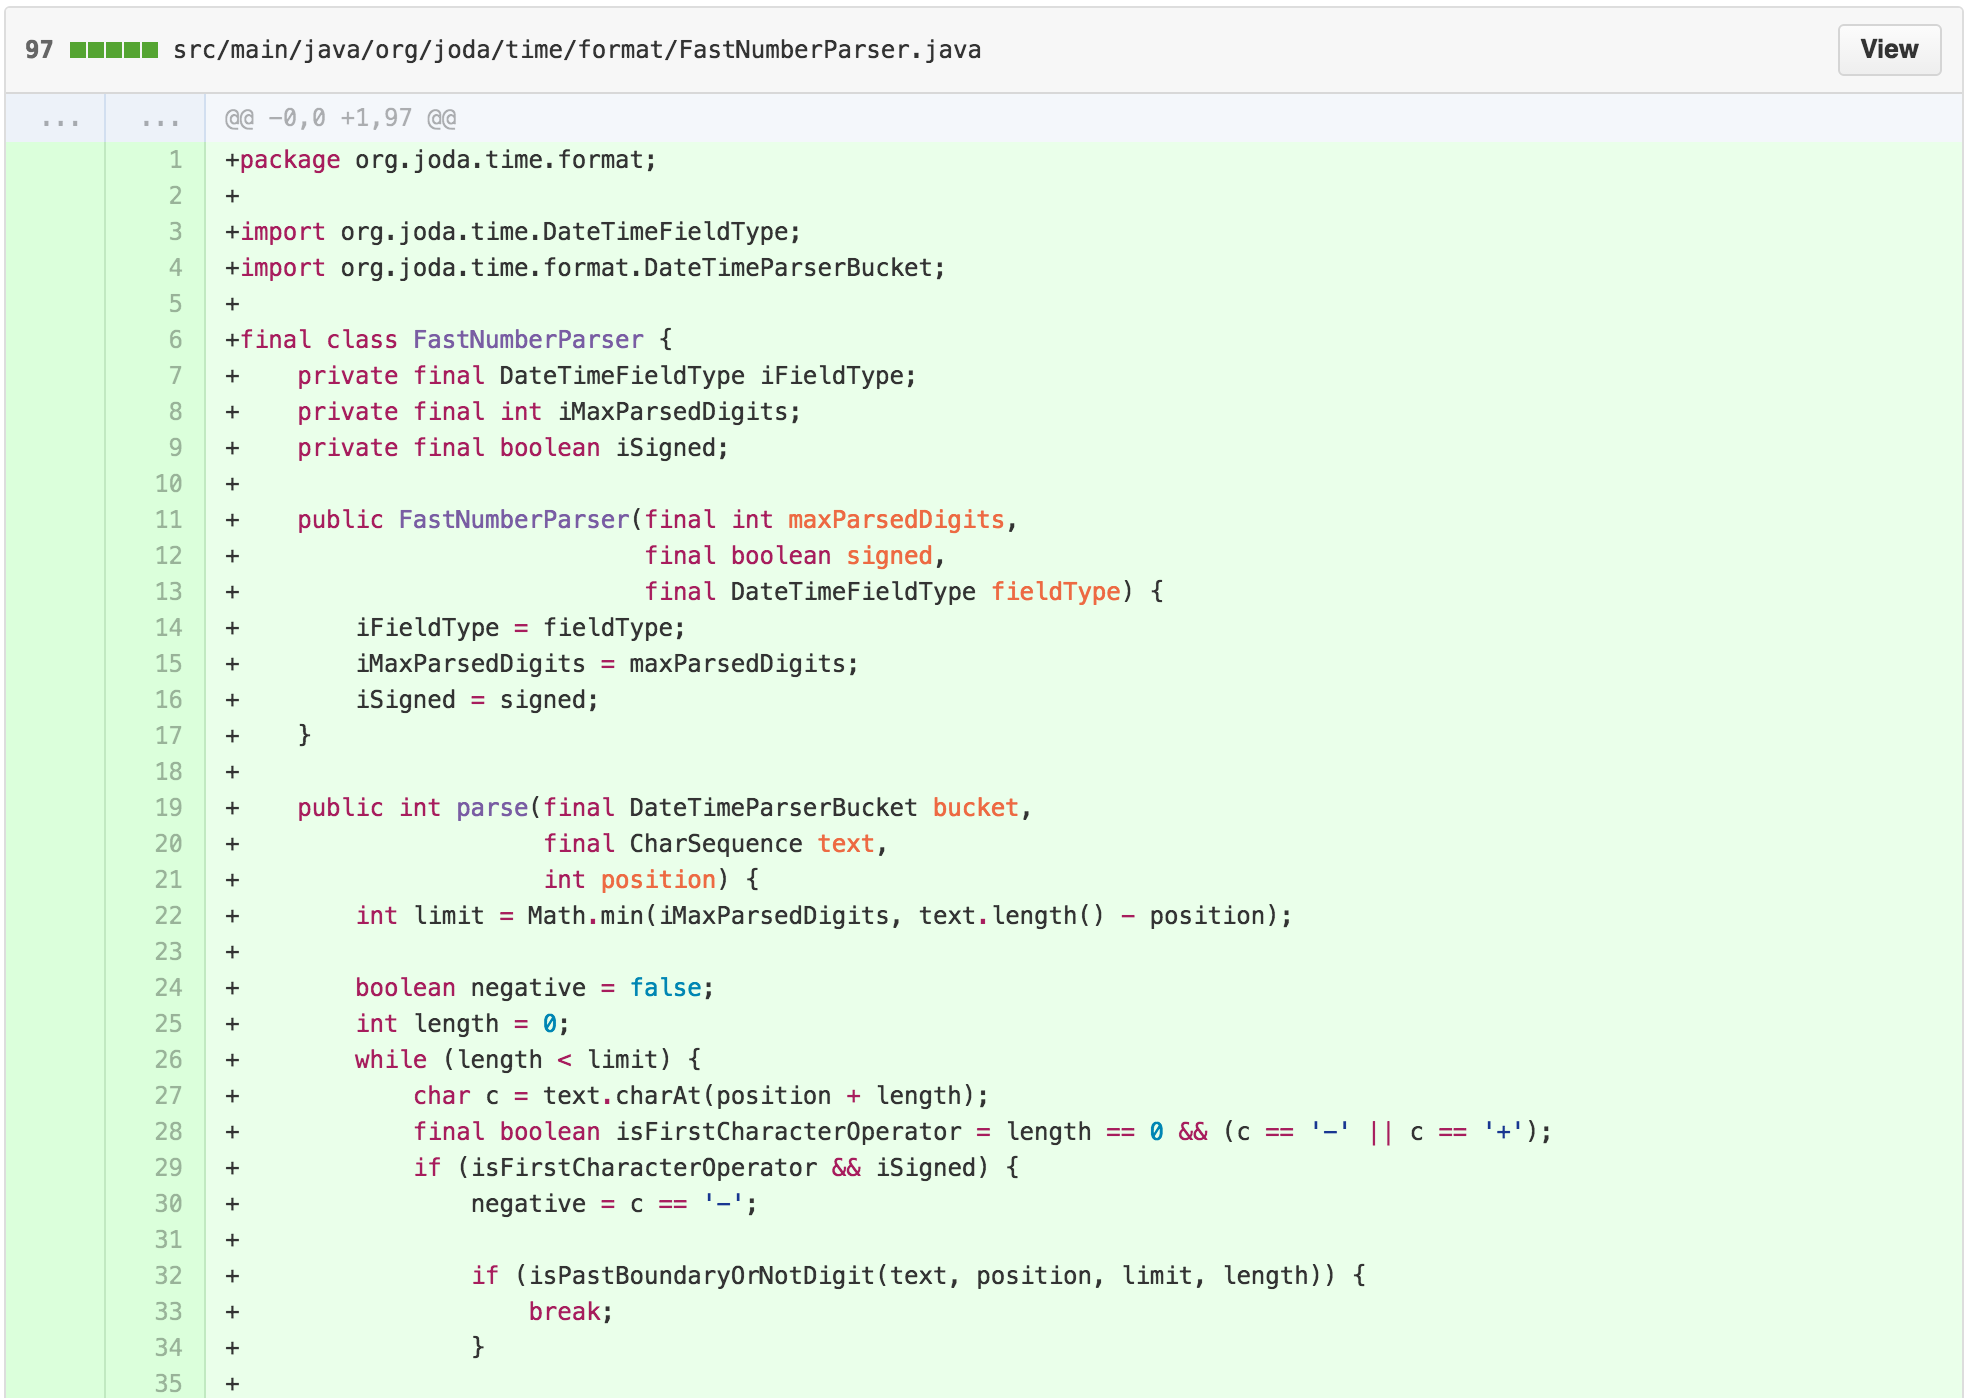 97 src/main/java/org/joda/time/format/FastNumberParser.java View
... ... @@ -0,0 +1,97 @@
1 +package org.joda.time.format;
2 +
3 +import org.joda.time.DateTimeFieldType;
4 +import org.joda.time.format.DateTimeParserBucket;
5 +
6 +final class FastNumberParser {
7 +    private final DateTimeFieldType iFieldType;
8 +    private final int iMaxParsedDigits;
9 +    private final boolean iSigned;
10 +
11 +    public FastNumberParser(final int maxParsedDigits,
12 +                            final boolean signed,
13 +                            final DateTimeFieldType fieldType) {
14 +        iFieldType = fieldType;
15 +        iMaxParsedDigits = maxParsedDigits;
16 +        iSigned = signed;
17 +    }
18 +
19 +    public int parse(final DateTimeParserBucket bucket,
20 +                     final CharSequence text,
21 +                     int position) {
22 +        int limit = Math.min(iMaxParsedDigits, text.length() - position);
23 +
24 +        boolean negative = false;
25 +        int length = 0;
26 +        while (length < limit) {
27 +            char c = text.charAt(position + length);
28 +            final boolean isFirstCharacterOperator = length == 0 && (c == '-' || c == '+');
29 +            if (isFirstCharacterOperator && iSigned) {
30 +                negative = c == '-';
31 +
32 +                if (isPastBoundaryOrNotDigit(text, position, limit, length)) {
33 +                    break;
34 +                }
35 +